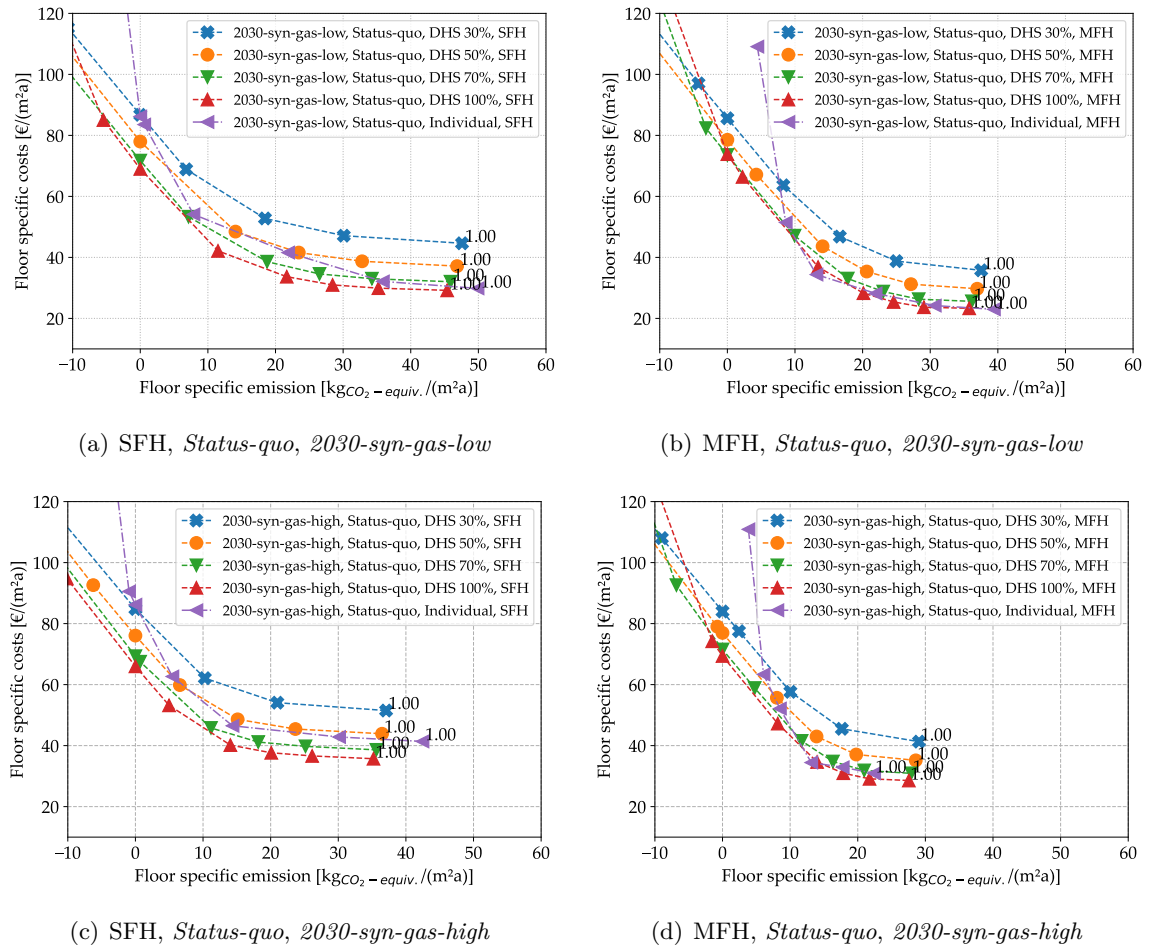 120
100
80
60
40
20
Floor specific costs [€/(m²a)]
2030-syn-gas-low, Status-quo, DHS 30%, SFH
2030-syn-gas-low, Status-quo, DHS 50%, SFH
2030-syn-gas-low, Status-quo, DHS 70%, SFH
2030-syn-gas-low, Status-quo, DHS 100%, SFH
2030-syn-gas-low, Status-quo, Individual, SFH
1.00
1.00
1.00
1.00
1.00
−10 0 10 20 30 40 50 60
Floor specific emission [kg_{CO_2−equiv.}/(m²a)]
(a) SFH, Status-quo, 2030-syn-gas-low
120
100
80
60
40
20
Floor specific costs [€/(m²a)]
2030-syn-gas-low, Status-quo, DHS 30%, MFH
2030-syn-gas-low, Status-quo, DHS 50%, MFH
2030-syn-gas-low, Status-quo, DHS 70%, MFH
2030-syn-gas-low, Status-quo, DHS 100%, MFH
2030-syn-gas-low, Status-quo, Individual, MFH
1.00
1.00
1.00
1.00
1.00
−10 0 10 20 30 40 50 60
Floor specific emission [kg_{CO_2−equiv.}/(m²a)]
(b) MFH, Status-quo, 2030-syn-gas-low
120
100
80
60
40
20
Floor specific costs [€/(m²a)]
2030-syn-gas-high, Status-quo, DHS 30%, SFH
2030-syn-gas-high, Status-quo, DHS 50%, SFH
2030-syn-gas-high, Status-quo, DHS 70%, SFH
2030-syn-gas-high, Status-quo, DHS 100%, SFH
2030-syn-gas-high, Status-quo, Individual, SFH
1.00
1.00
1.00
1.00
1.00
−10 0 10 20 30 40 50 60
Floor specific emission [kg_{CO_2−equiv.}/(m²a)]
(c) SFH, Status-quo, 2030-syn-gas-high
120
100
80
60
40
20
Floor specific costs [€/(m²a)]
2030-syn-gas-high, Status-quo, DHS 30%, MFH
2030-syn-gas-high, Status-quo, DHS 50%, MFH
2030-syn-gas-high, Status-quo, DHS 70%, MFH
2030-syn-gas-high, Status-quo, DHS 100%, MFH
2030-syn-gas-high, Status-quo, Individual, MFH
1.00
1.00
1.00
1.00
1.00
−10 0 10 20 30 40 50 60
Floor specific emission [kg_{CO_2−equiv.}/(m²a)]
(d) MFH, Status-quo, 2030-syn-gas-high